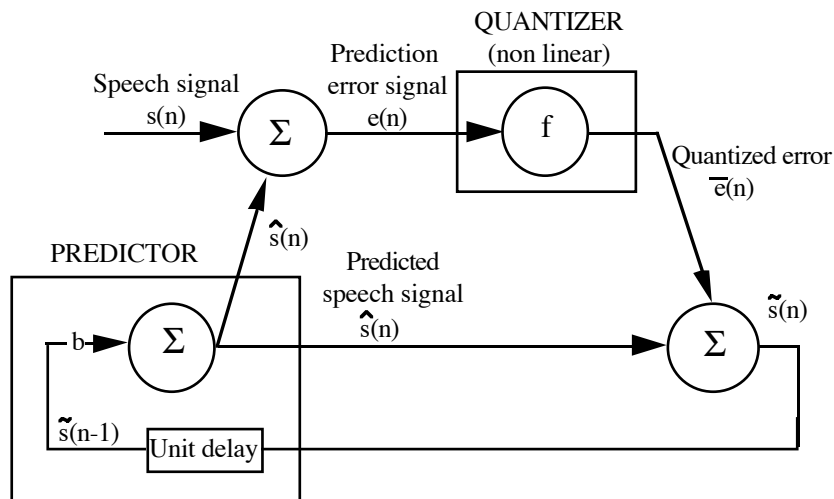 QUANTIZER
(non linear)
Prediction
error signal
e(n)
Speech signal
s(n)
Σ
f
Quantized error
e̅(n)
ŝ(n)
PREDICTOR
Predicted
speech signal
ŝ(n)
s̃(n)
b
Σ
Σ
s̃(n-1)
Unit delay